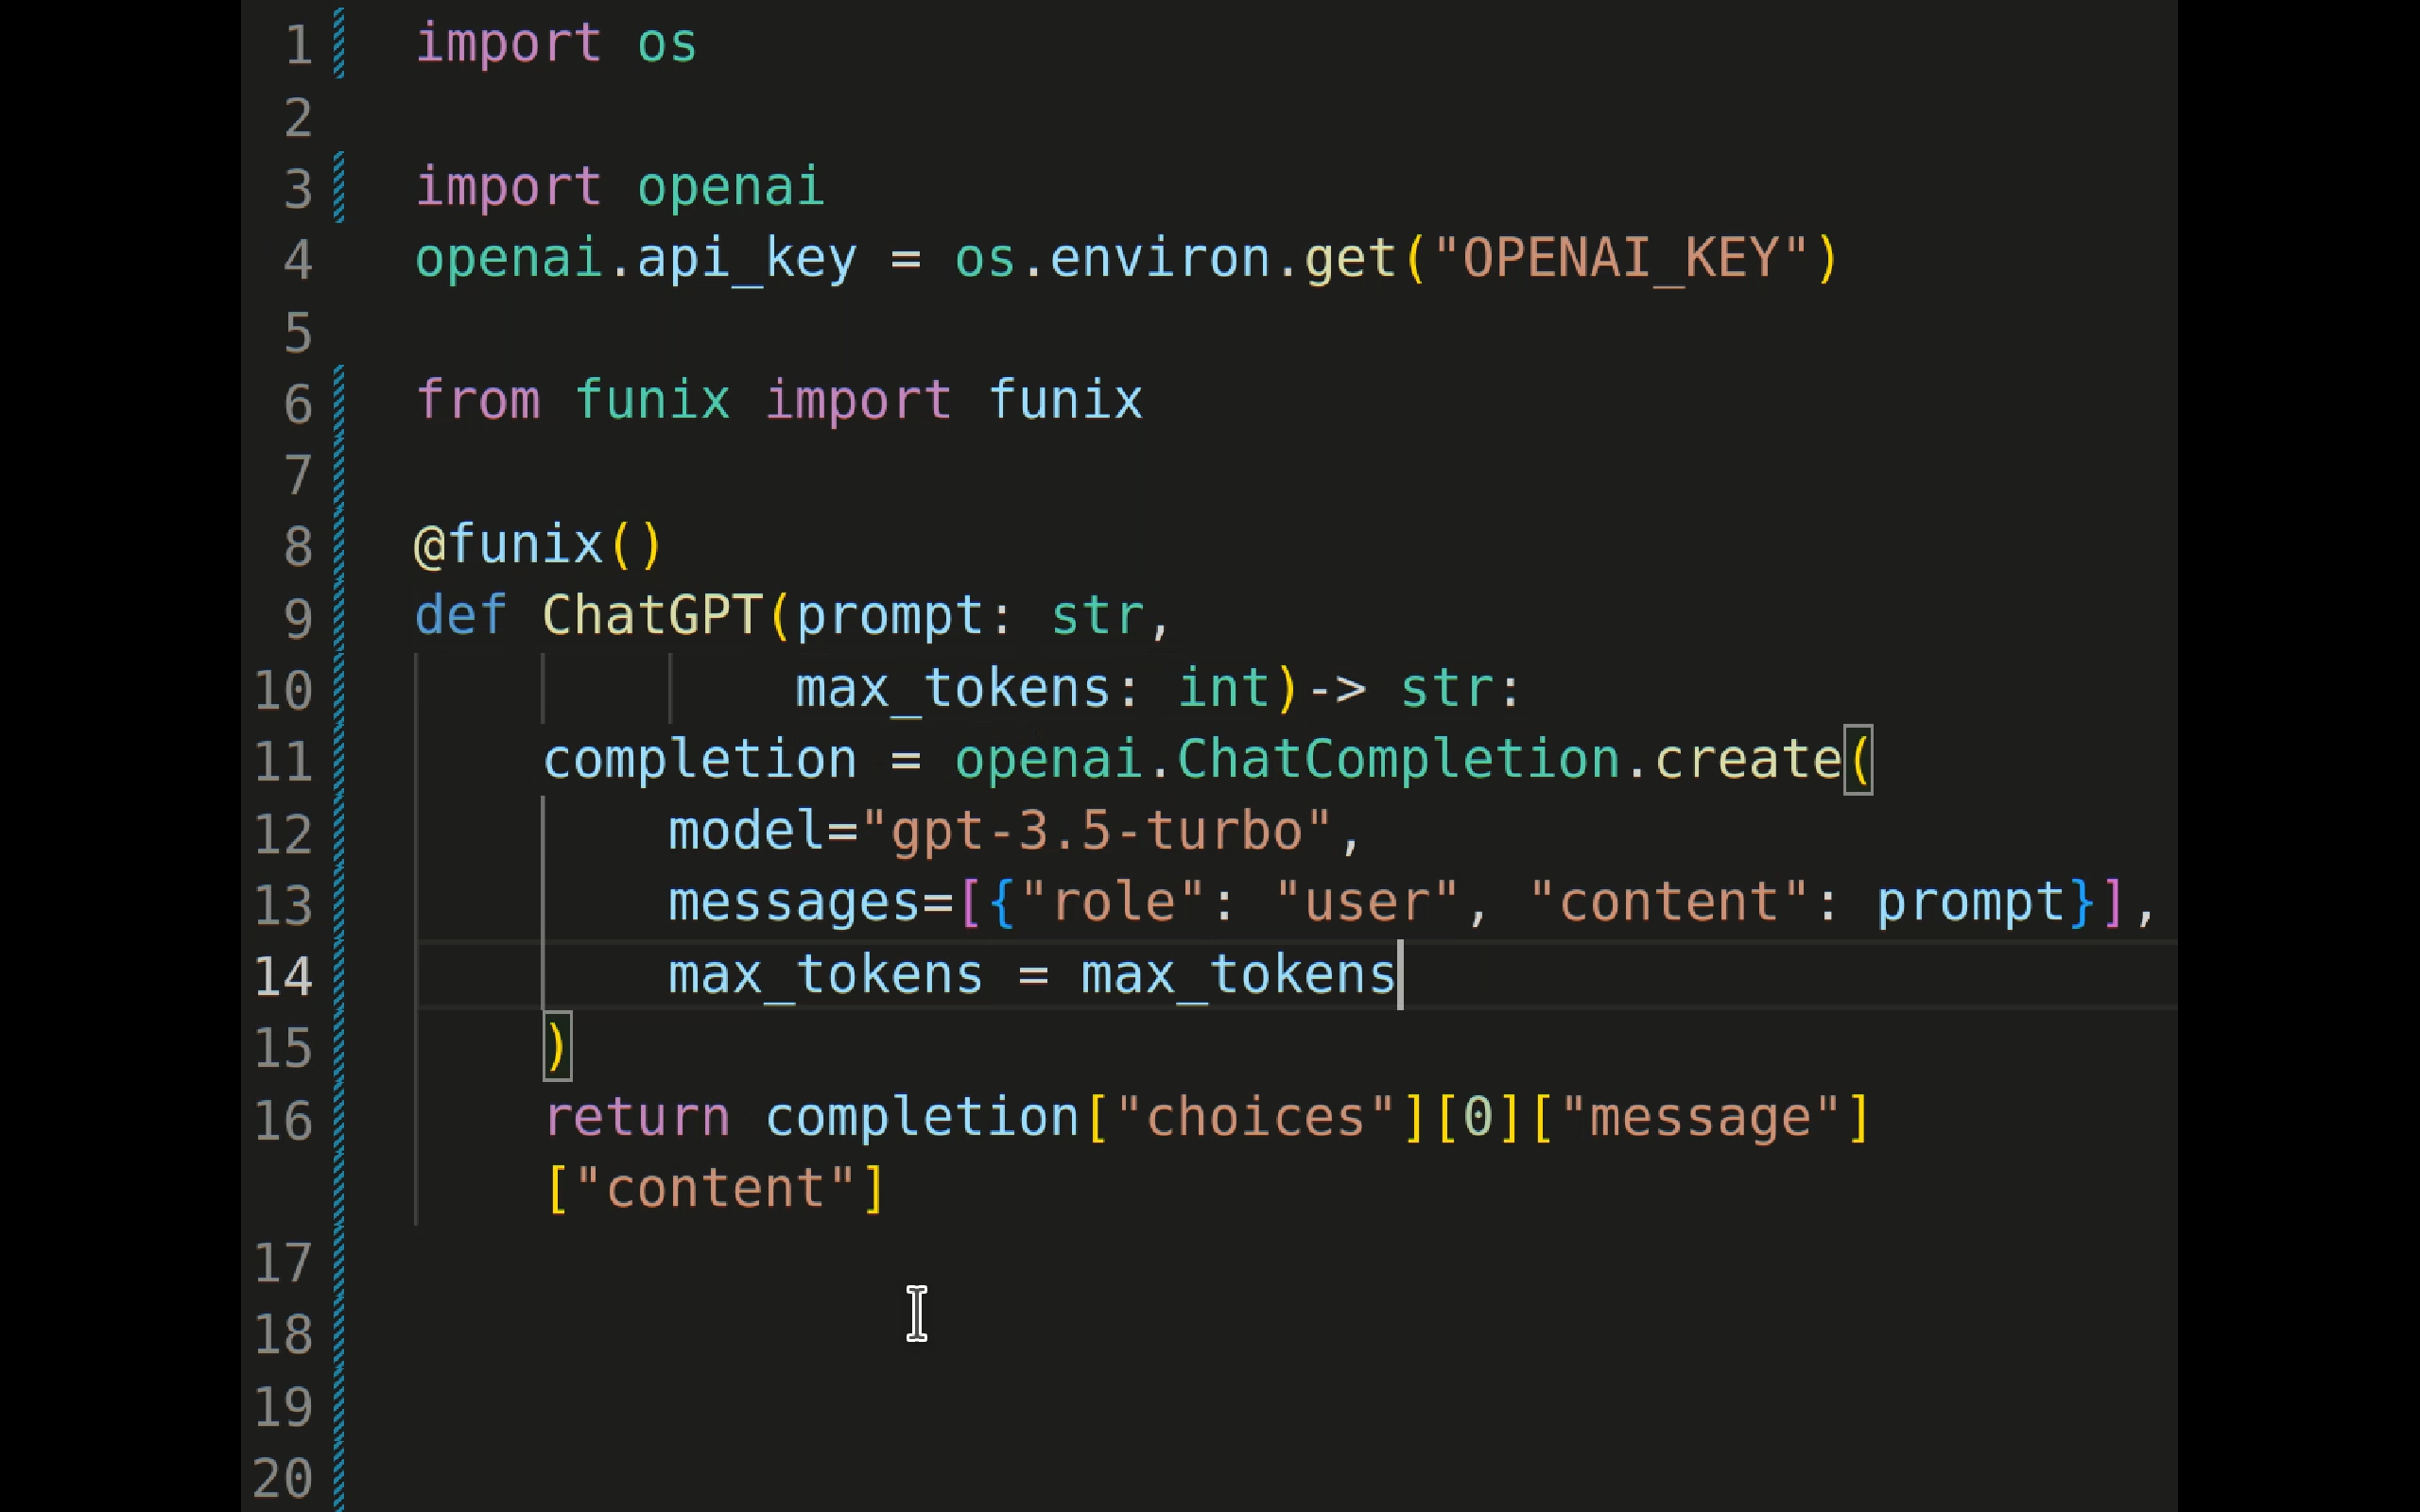 1 import os
2
3 import openai
4 openai.api_key = os.environ.get("OPENAI_KEY")
5
6 from funix import funix
7
8 @funix()
9 def ChatGPT(prompt: str,
10             max_tokens: int)-> str:
11     completion = openai.ChatCompletion.create(
12         model="gpt-3.5-turbo",
13         messages=[{"role": "user", "content": prompt}],
14         max_tokens = max_tokens
15     )
16     return completion["choices"][0]["message"]
    ["content"]
17
18
19
20